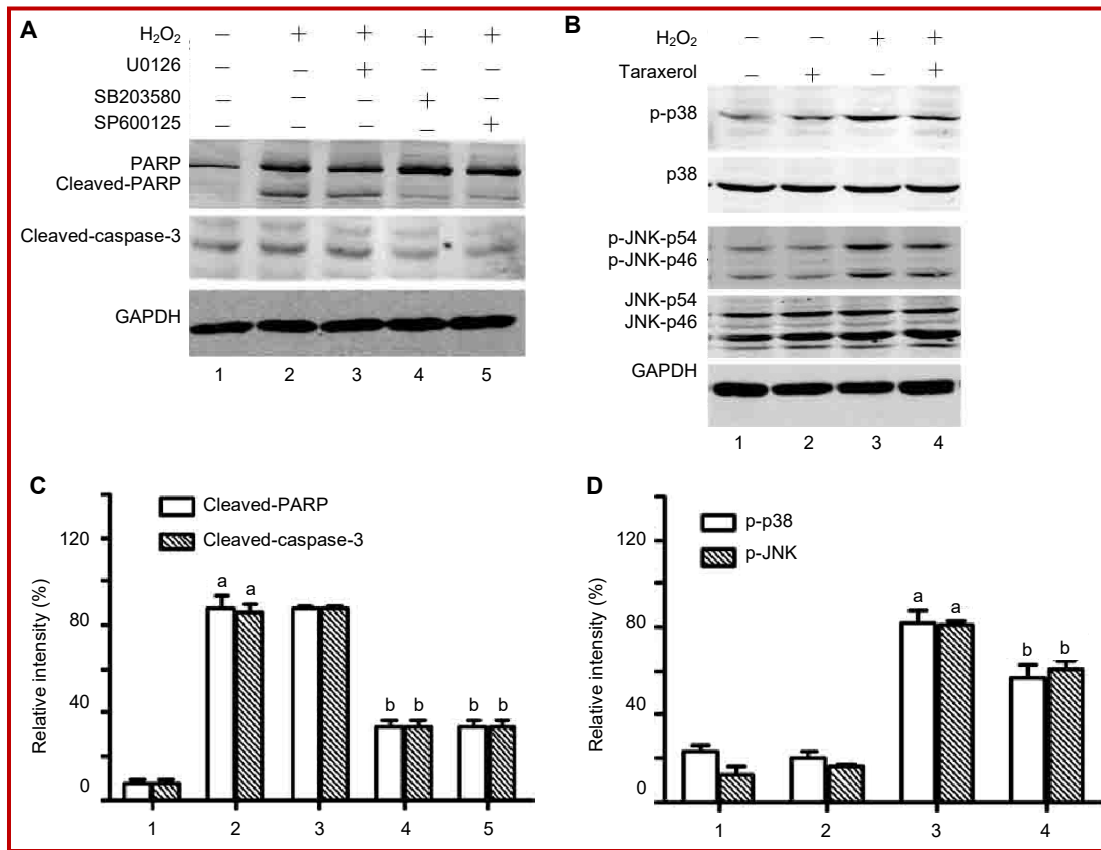 A
H₂O₂ – + + + +
U0126 – – + – –
SB203580 – – – + –
SP600125 – – – – +
PARP
Cleaved-PARP
Cleaved-caspase-3
GAPDH
1 2 3 4 5
B
H₂O₂ – – + +
Taraxerol – + – +
p-p38
p38
p-JNK-p54
p-JNK-p46
JNK-p54
JNK-p46
GAPDH
1 2 3 4
C
Cleaved-PARP
Cleaved-caspase-3
Relative intensity (%)
120
80
40
0
a a
b b b b
1 2 3 4 5
D
p-p38
p-JNK
Relative intensity (%)
120
80
40
0
a a
b b
1 2 3 4